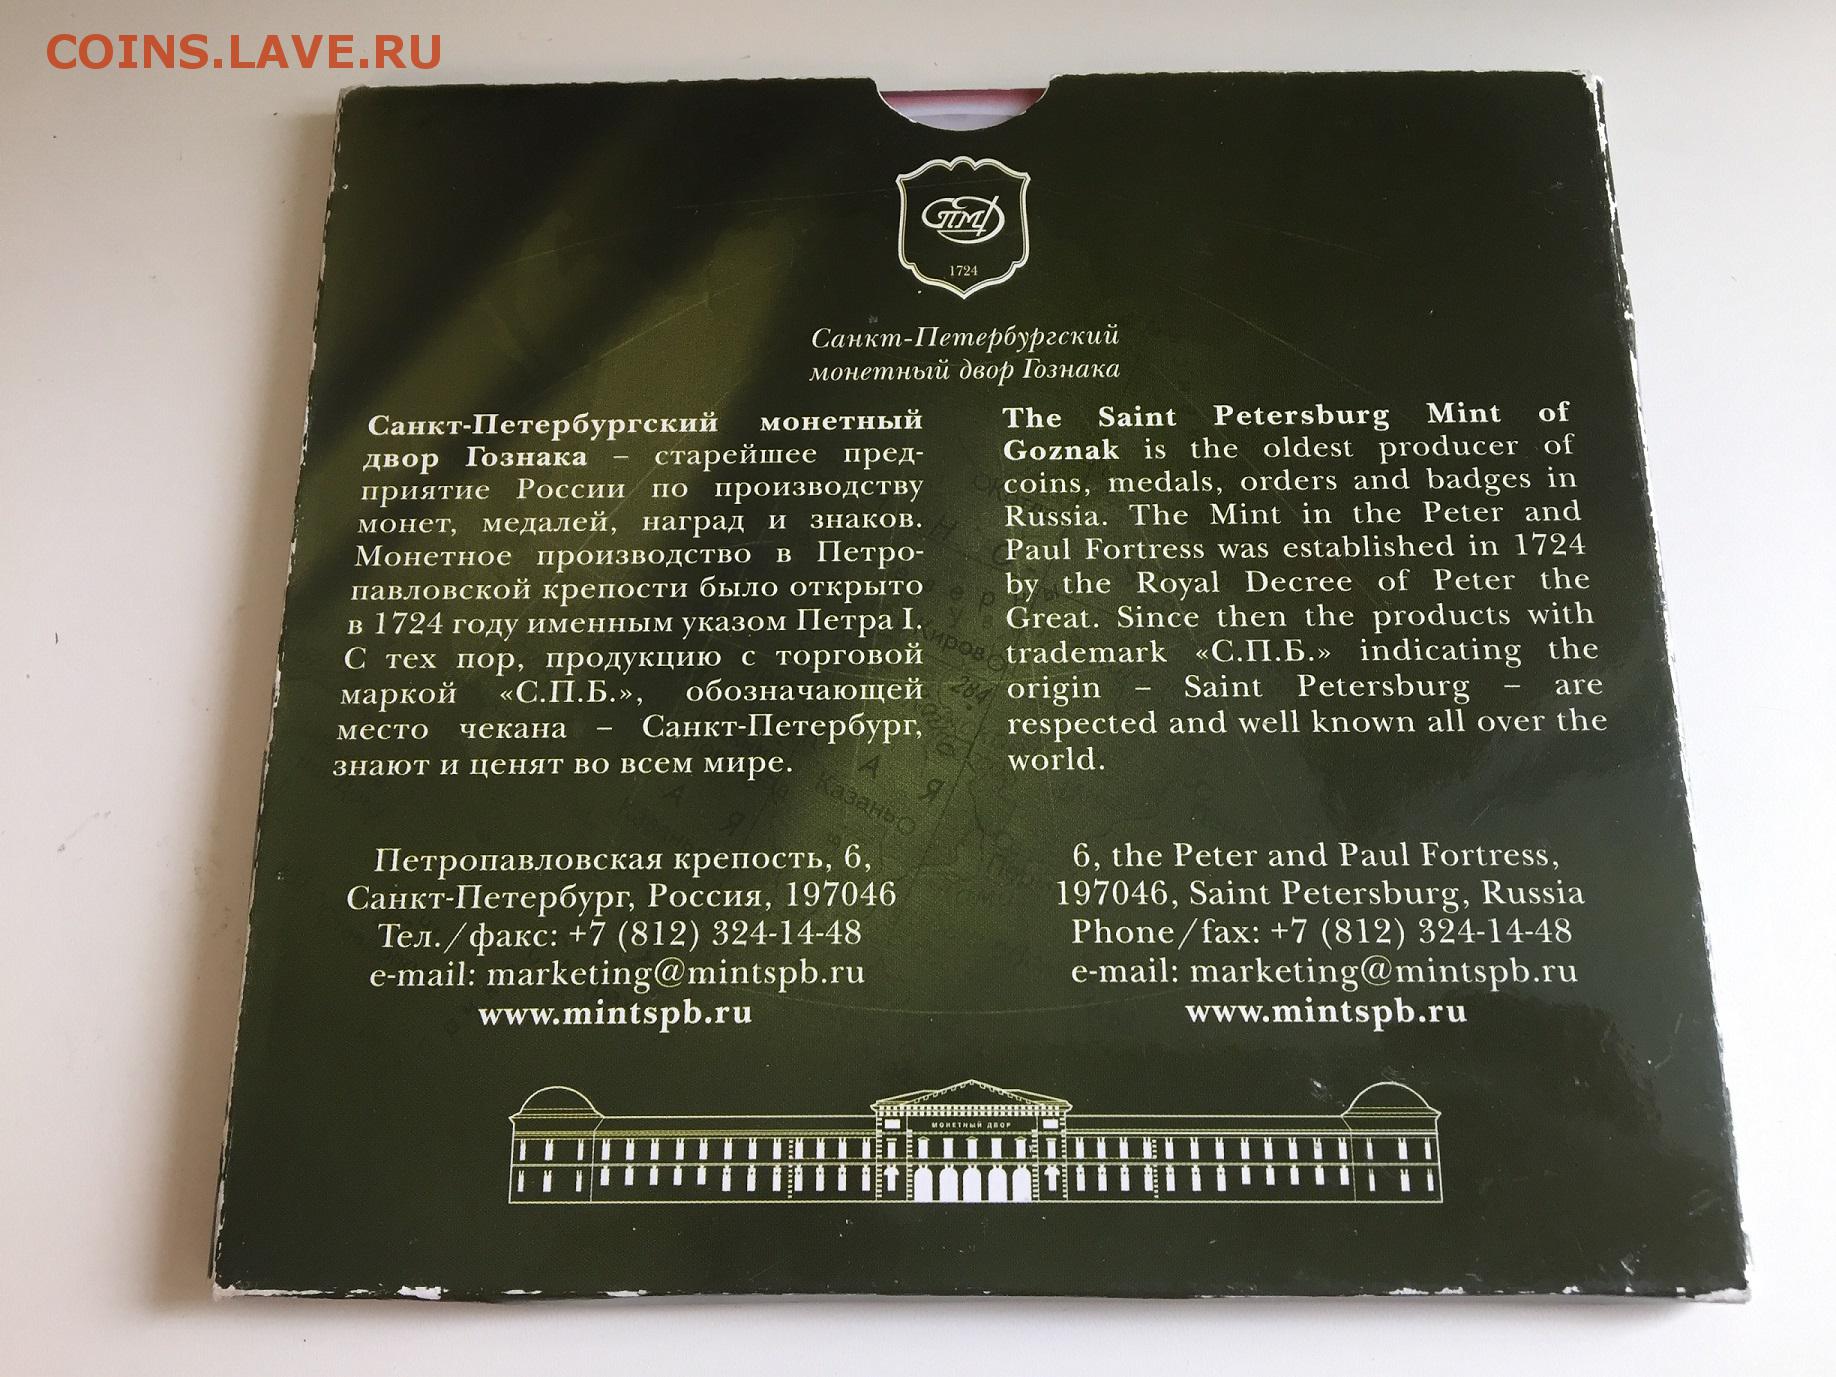 COINS.LAVE.RU
СПМД
1724
Санкт-Петербургский
монетный двор Гознака
Санкт-Петербургский монетный
двор Гознака – старейшее пред-
приятие России по производству
монет, медалей, наград и знаков.
Монетное производство в Петро-
павловской крепости было открыто
в 1724 году именным указом Петра I.
С тех пор, продукцию с торговой
маркой «С.П.Б.», обозначающей
место чекана – Санкт-Петербург,
знают и ценят во всем мире.
The Saint Petersburg Mint of
Goznak is the oldest producer of
coins, medals, orders and badges in
Russia. The Mint in the Peter and
Paul Fortress was established in 1724
by the Royal Decree of Peter the
Great. Since then the products with
trademark «С.П.Б.» indicating the
origin – Saint Petersburg – are
respected and well known all over the
world.
Петропавловская крепость, 6,
Санкт-Петербург, Россия, 197046
Тел./факс: +7 (812) 324-14-48
e-mail: marketing@mintspb.ru
www.mintspb.ru
6, the Peter and Paul Fortress,
197046, Saint Petersburg, Russia
Phone/fax: +7 (812) 324-14-48
e-mail: marketing@mintspb.ru
www.mintspb.ru
МОНЕТНЫЙ ДВОР
Киров
264
Казань